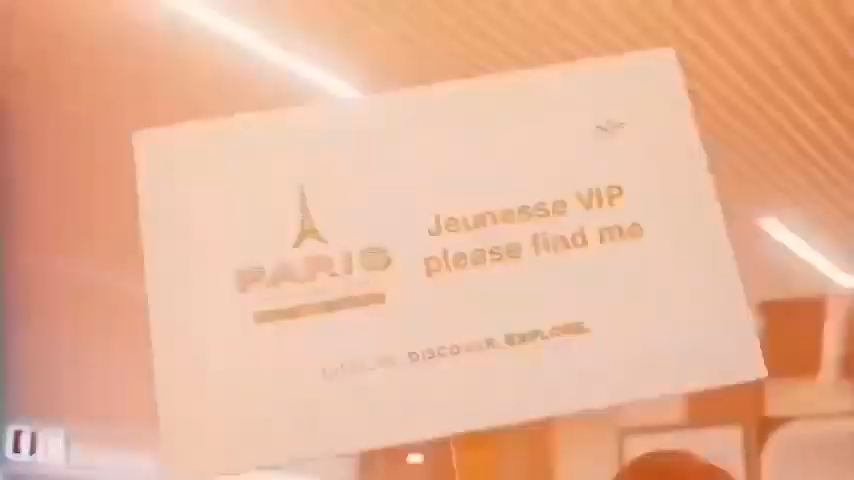 PARIS
Jeunesse VIP
please find me
DISCOVER. EXPLORE.